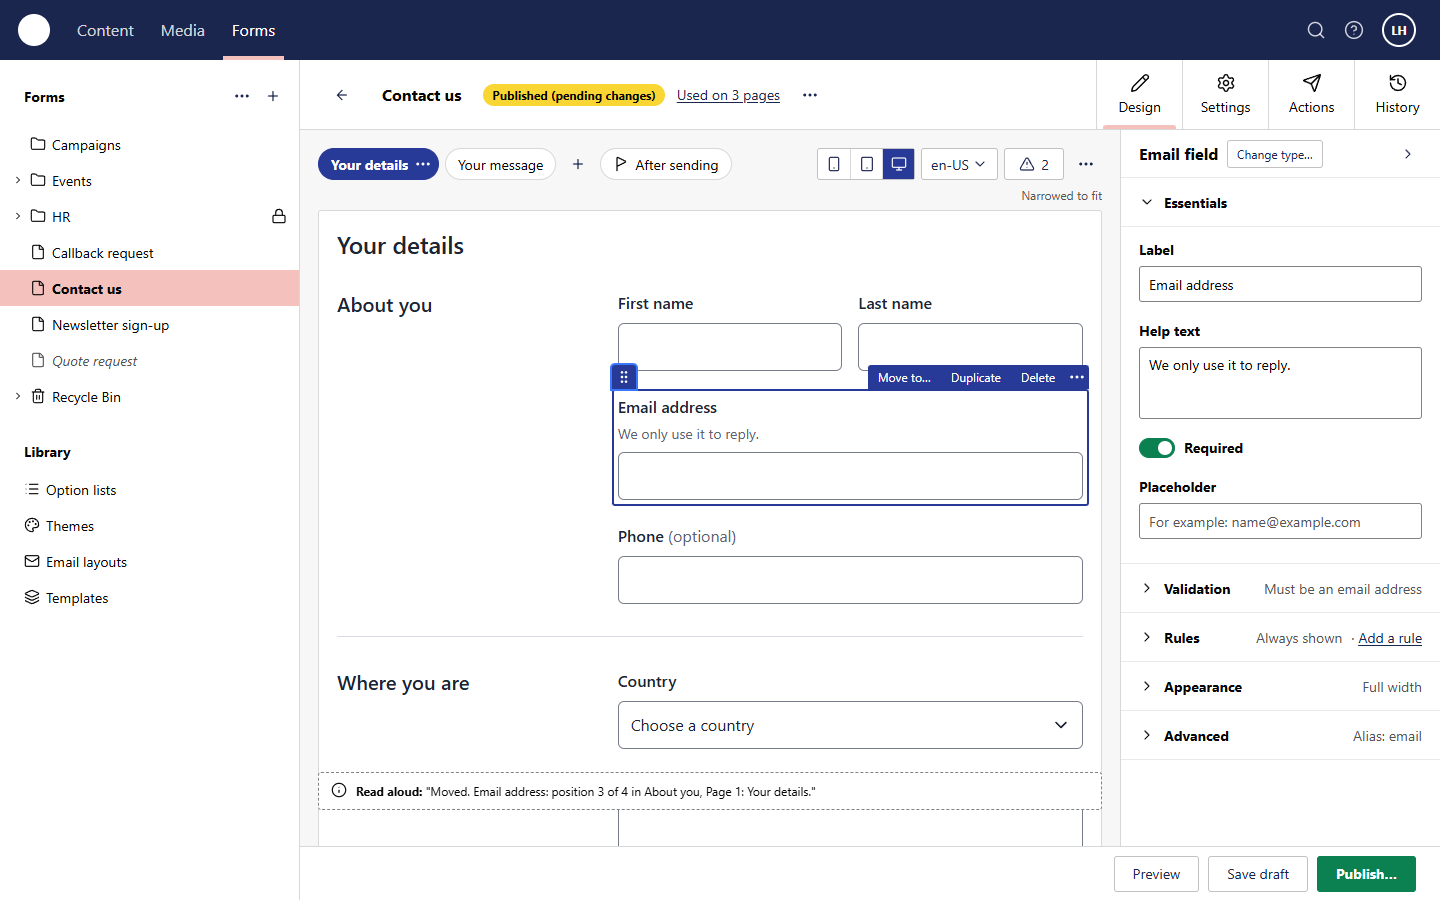 Content
Media
Forms
LH
Forms
Campaigns
Events
HR
Callback request
Contact us
Newsletter sign-up
Quote request
Recycle Bin
Library
Option lists
Themes
Email layouts
Templates
Contact us
Published (pending changes)
Used on 3 pages
Design
Settings
Actions
History
Your details
Your message
After sending
en-US
2
Narrowed to fit
Your details
About you
First name
Last name
Move to...
Duplicate
Delete
Email address
We only use it to reply.
Phone (optional)
Where you are
Country
Choose a country
Read aloud: "Moved. Email address: position 3 of 4 in About you, Page 1: Your details."
Email field
Change type...
Essentials
Label
Email address
Help text
We only use it to reply.
Required
Placeholder
For example: name@example.com
Validation
Must be an email address
Rules
Always shown · Add a rule
Appearance
Full width
Advanced
Alias: email
Preview
Save draft
Publish...